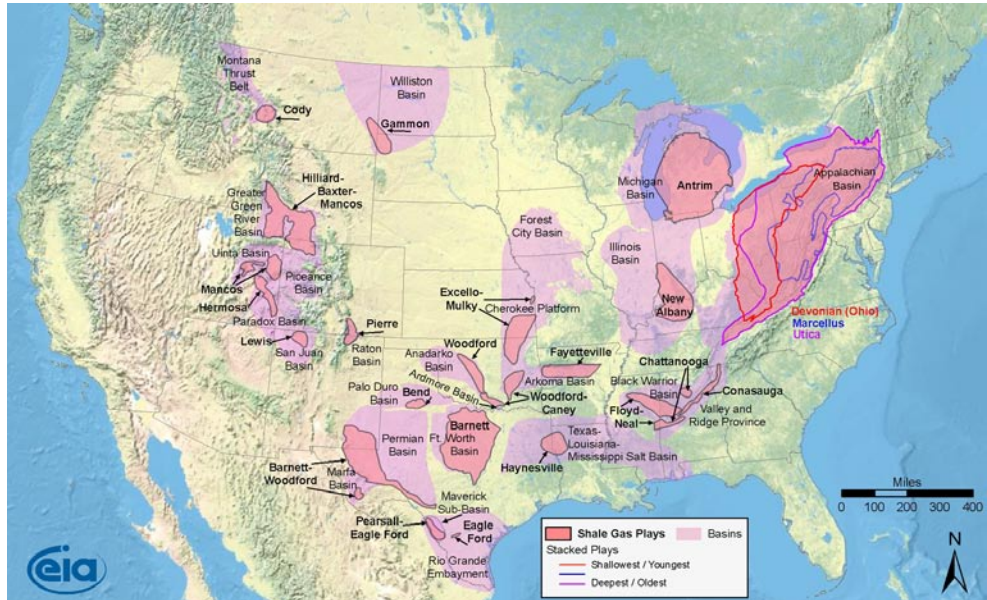 Montana
Thrust
Belt
Cody
Williston
Basin
Gammon
Hilliard-
Baxter-
Mancos
Greater
Green
River
Basin
Uinta Basin
Mancos
Piceance
Basin
Hermosa
Paradox Basin
Lewis
San Juan
Basin
Pierre
Raton
Basin
Forest
City Basin
Excello-
Mulky
Cherokee Platform
Michigan
Basin
Antrim
Illinois
Basin
New
Albany
Appalachian
Basin
Devonian (Ohio)
Marcellus
Utica
Woodford
Anadarko
Basin
Palo Duro
Basin
Bend
Ardmore Basin
Fayetteville
Arkoma Basin
Woodford-
Caney
Chattanooga
Black Warrior
Basin
Conasauga
Floyd-
Neal
Valley and
Ridge Province
Barnett
Ft. Worth
Basin
Permian
Basin
Barnett-
Woodford
Marfa
Basin
Haynesville
Texas-
Louisiana-
Mississippi Salt Basin
Maverick
Sub-Basin
Pearsall-
Eagle Ford
Eagle
Ford
Rio Grande
Embayment
Miles
0 100 200 300 400
N
Shale Gas Plays
Basins
Stacked Plays
Shallowest / Youngest
Deepest / Oldest
eia